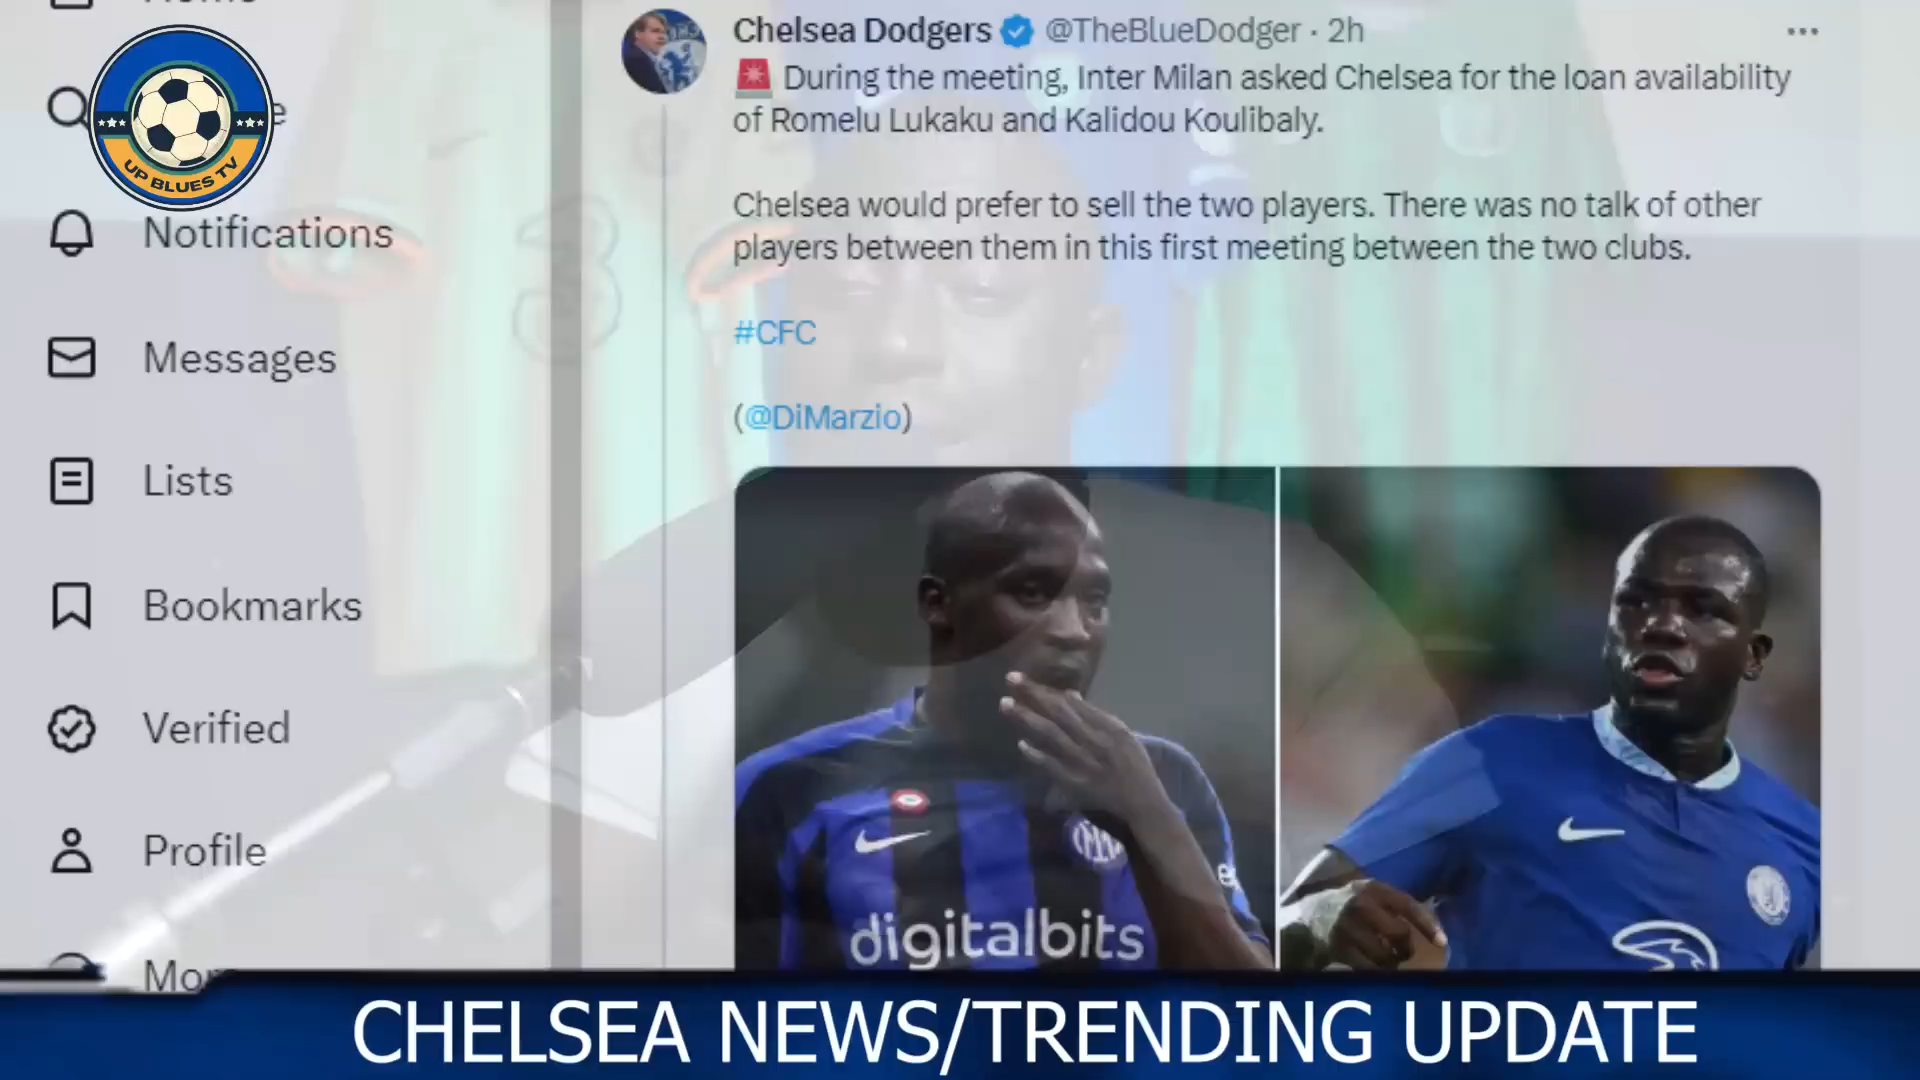 Chelsea Dodgers @TheBlueDodger · 2h
During the meeting, Inter Milan asked Chelsea for the loan availability
of Romelu Lukaku and Kalidou Koulibaly.
Chelsea would prefer to sell the two players. There was no talk of other
players between them in this first meeting between the two clubs.
#CFC
(@DiMarzio)
UP BLUES TV
Notifications
Messages
Lists
Bookmarks
Verified
Profile
digitalbits
CHELSEA NEWS/TRENDING UPDATE